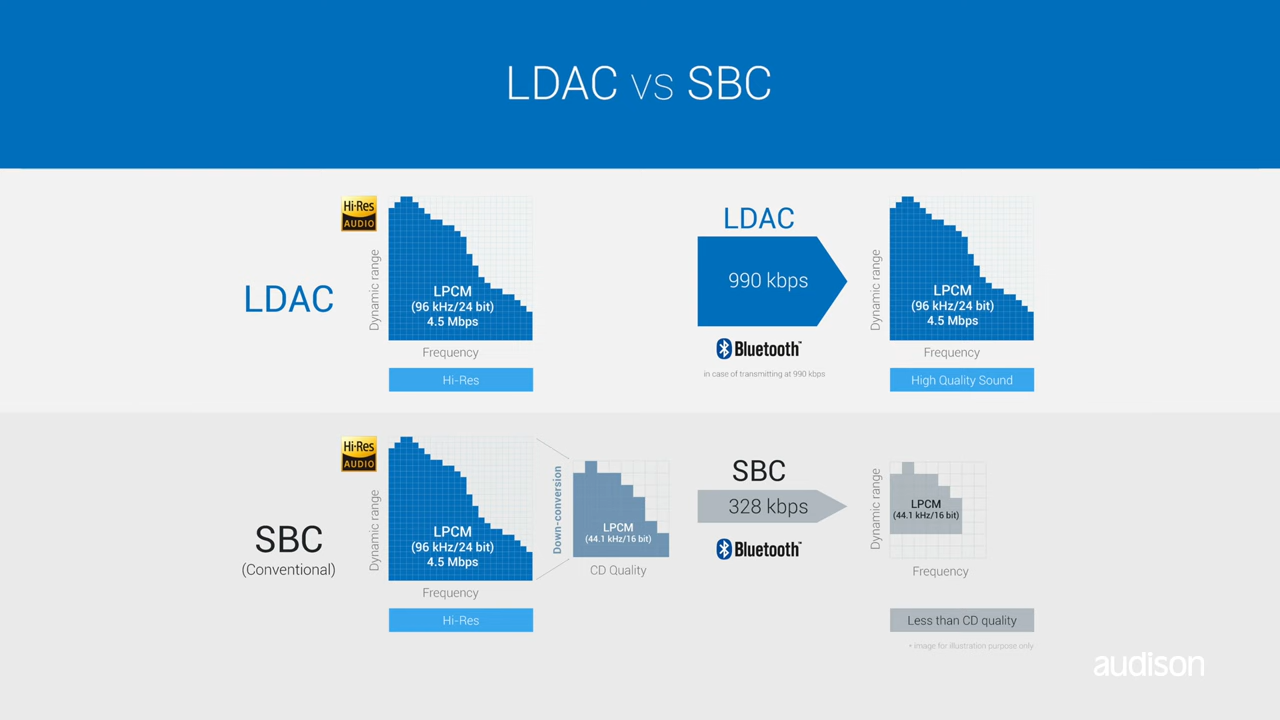 LDAC vs SBC
Hi-Res
AUDIO
LDAC
Dynamic range
LPCM
(96 kHz/24 bit)
4.5 Mbps
Frequency
Hi-Res
LDAC
990 kbps
Bluetooth™
in case of transmitting at 990 kbps
Dynamic range
LPCM
(96 kHz/24 bit)
4.5 Mbps
Frequency
High Quality Sound
Hi-Res
AUDIO
SBC
(Conventional)
Dynamic range
LPCM
(96 kHz/24 bit)
4.5 Mbps
Frequency
Hi-Res
Down-conversion
LPCM
(44.1 kHz/16 bit)
CD Quality
SBC
328 kbps
Bluetooth™
Dynamic range
LPCM
(44.1 kHz/16 bit)
Frequency
Less than CD quality
* image for illustration purpose only
audison